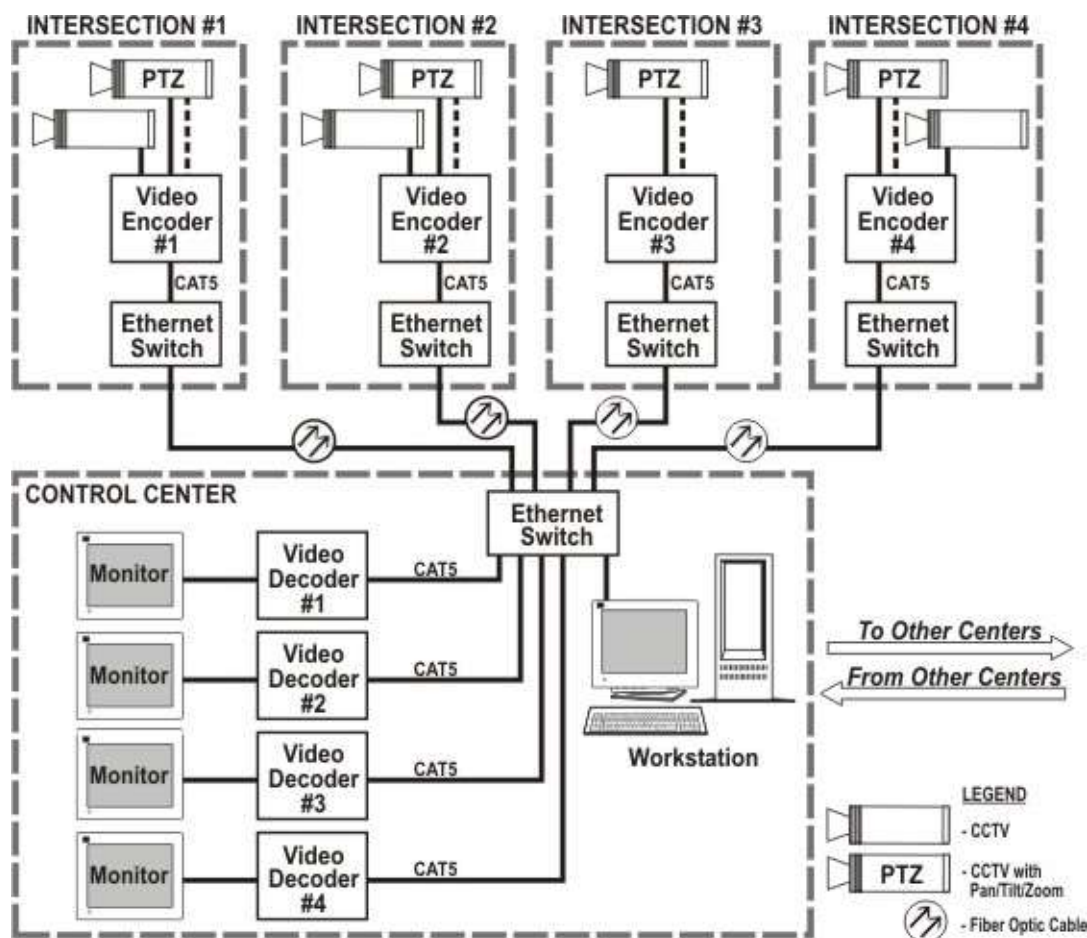 INTERSECTION #1
INTERSECTION #2
INTERSECTION #3
INTERSECTION #4
PTZ
PTZ
PTZ
PTZ
Video
Encoder
#1
Video
Encoder
#2
Video
Encoder
#3
Video
Encoder
#4
CAT5
CAT5
CAT5
CAT5
Ethernet
Switch
Ethernet
Switch
Ethernet
Switch
Ethernet
Switch
CONTROL CENTER
Ethernet
Switch
Monitor
Video
Decoder
#1
CAT5
Monitor
Video
Decoder
#2
CAT5
Monitor
Video
Decoder
#3
CAT5
Monitor
Video
Decoder
#4
CAT5
Workstation
To Other Centers
From Other Centers
LEGEND
- CCTV
PTZ
- CCTV with
Pan/Tilt/Zoom
- Fiber Optic Cable